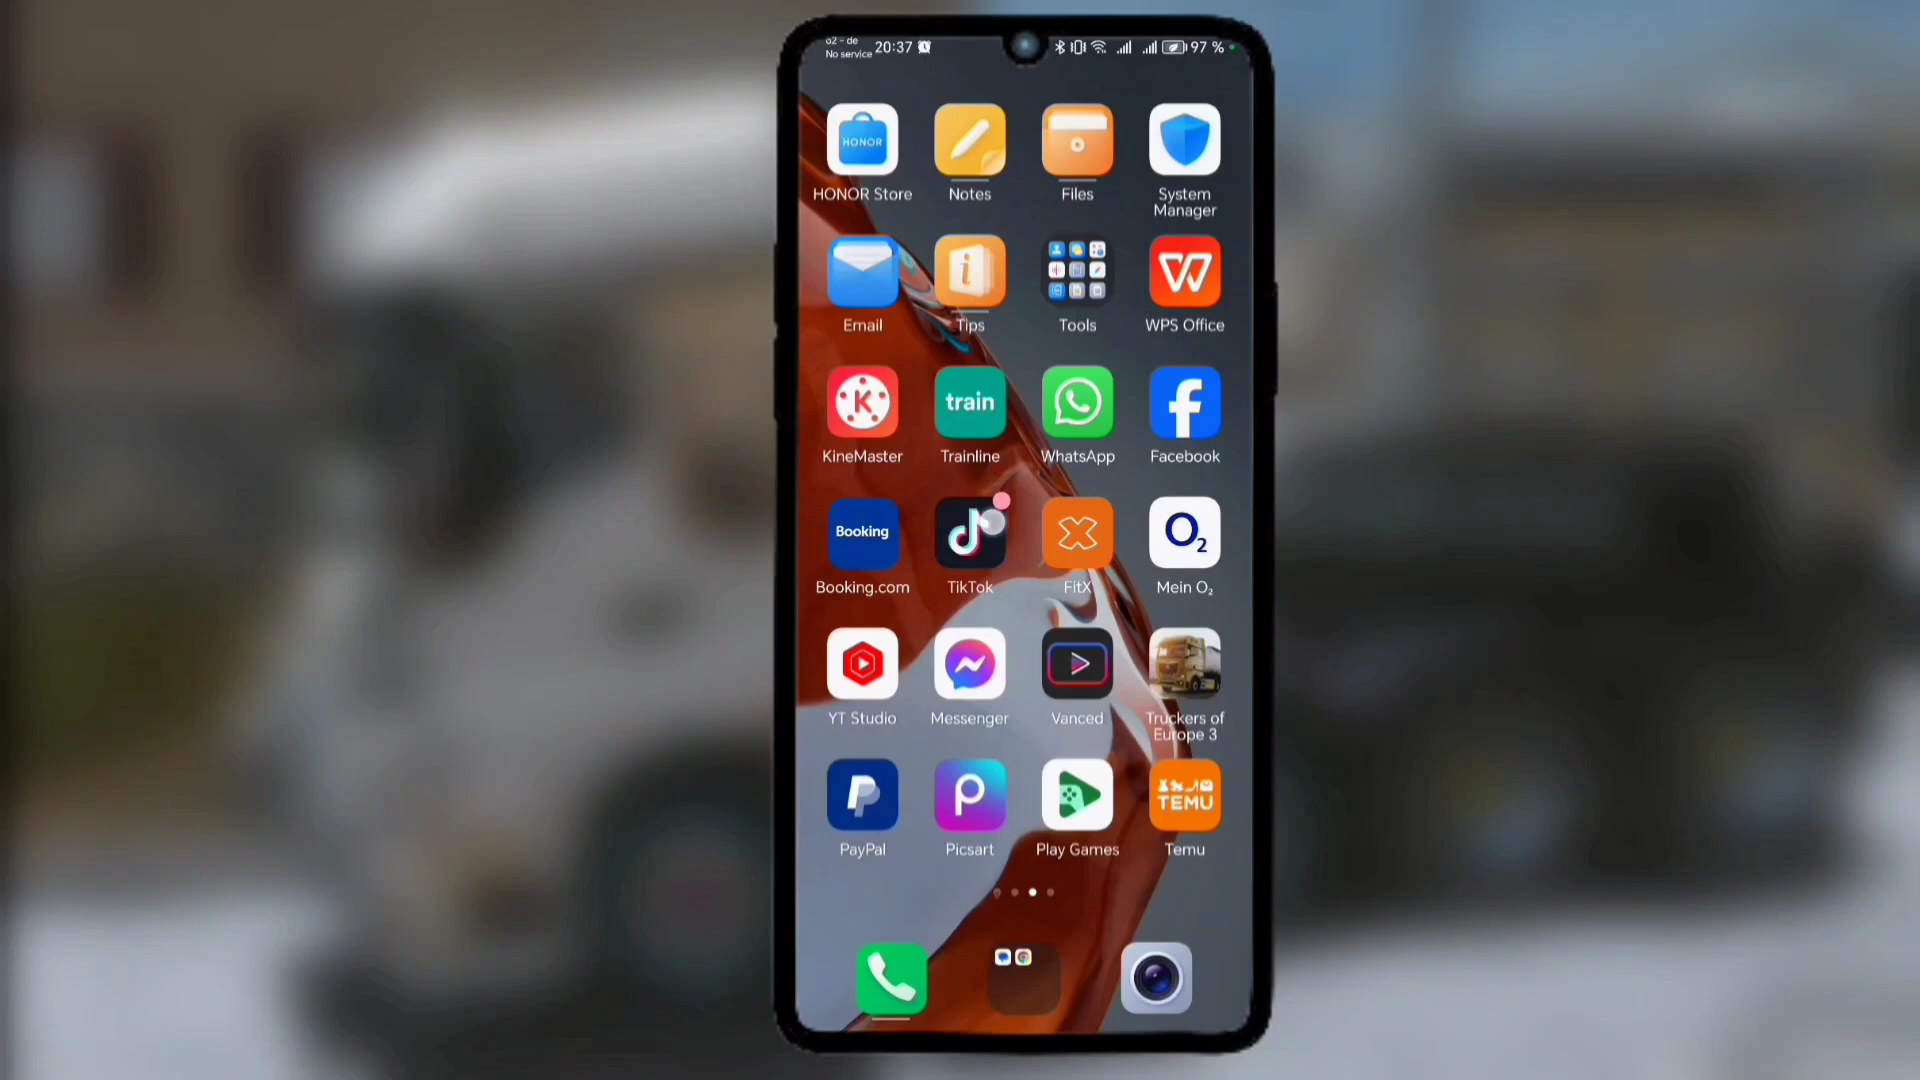 o2 - de
No service
20:37
97 %
HONOR
HONOR Store
Notes
Files
System
Manager
Email
Tips
Tools
WPS Office
train
KineMaster
Trainline
WhatsApp
Facebook
Booking
O2
Booking.com
TikTok
FitX
Mein O₂
YT Studio
Messenger
Vanced
Truckers of
Europe 3
TEMU
PayPal
Picsart
Play Games
Temu